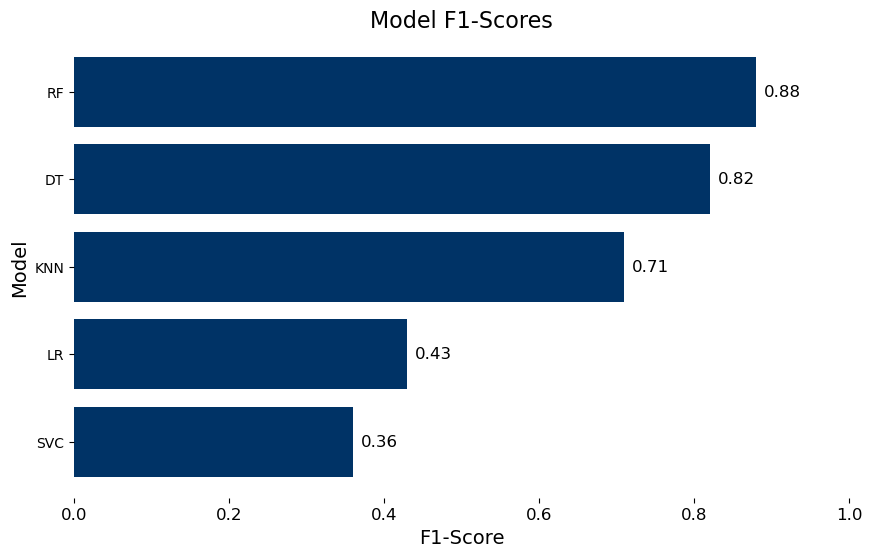 Model F1-Scores
Model
RF
0.88
DT
0.82
KNN
0.71
LR
0.43
SVC
0.36
0.0 0.2 0.4 0.6 0.8 1.0
F1-Score